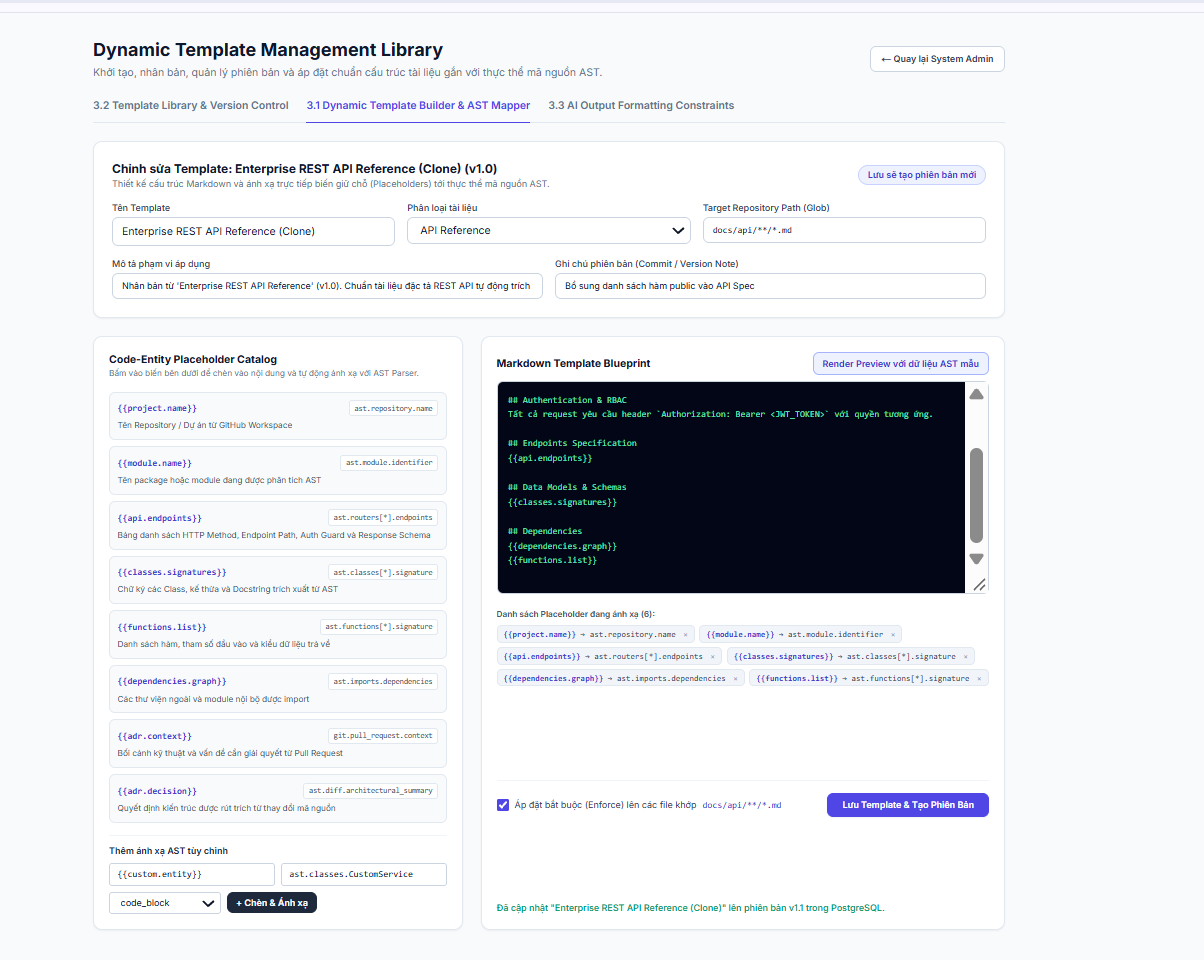 Dynamic Template Management Library
Khởi tạo, nhân bản, quản lý phiên bản và áp đặt chuẩn cấu trúc tài liệu gắn với thực thể mã nguồn AST.
← Quay lại System Admin
3.2 Template Library & Version Control
3.1 Dynamic Template Builder & AST Mapper
3.3 AI Output Formatting Constraints
Chỉnh sửa Template: Enterprise REST API Reference (Clone) (v1.0)
Thiết kế cấu trúc Markdown và ánh xạ trực tiếp biến giữ chỗ (Placeholders) tới thực thể mã nguồn AST.
Lưu sẽ tạo phiên bản mới
Tên Template
Phân loại tài liệu
Target Repository Path (Glob)
Enterprise REST API Reference (Clone)
API Reference
docs/api/**/*.md
Mô tả phạm vi áp dụng
Ghi chú phiên bản (Commit / Version Note)
Nhân bản từ 'Enterprise REST API Reference' (v1.0). Chuẩn tài liệu đặc tả REST API tự động trích
Bổ sung danh sách hàm public vào API Spec
Code-Entity Placeholder Catalog
Bấm vào biến bên dưới để chèn vào nội dung và tự động ánh xạ với AST Parser.
{{project.name}}
ast.repository.name
Tên Repository / Dự án từ GitHub Workspace
{{module.name}}
ast.module.identifier
Tên package hoặc module đang được phân tích AST
{{api.endpoints}}
ast.routers[*].endpoints
Bảng danh sách HTTP Method, Endpoint Path, Auth Guard và Response Schema
{{classes.signatures}}
ast.classes[*].signature
Chữ ký các Class, kế thừa và Docstring trích xuất từ AST
{{functions.list}}
ast.functions[*].signature
Danh sách hàm, tham số đầu vào và kiểu dữ liệu trả về
{{dependencies.graph}}
ast.imports.dependencies
Các thư viện ngoài và module nội bộ được import
{{adr.context}}
git.pull_request.context
Bối cảnh kỹ thuật và vấn đề cần giải quyết từ Pull Request
{{adr.decision}}
ast.diff.architectural_summary
Quyết định kiến trúc được rút trích từ thay đổi mã nguồn
Thêm ánh xạ AST tùy chỉnh
{{custom.entity}}
ast.classes.CustomService
code_block
+ Chèn & Ánh xạ
Markdown Template Blueprint
Render Preview với dữ liệu AST mẫu
## Authentication & RBAC
Tất cả request yêu cầu header `Authorization: Bearer <JWT_TOKEN>` với quyền tương ứng.
## Endpoints Specification
{{api.endpoints}}
## Data Models & Schemas
{{classes.signatures}}
## Dependencies
{{dependencies.graph}}
{{functions.list}}
Danh sách Placeholder đang ánh xạ (6):
{{project.name}} → ast.repository.name ×
{{module.name}} → ast.module.identifier ×
{{api.endpoints}} → ast.routers[*].endpoints ×
{{classes.signatures}} → ast.classes[*].signature ×
{{dependencies.graph}} → ast.imports.dependencies ×
{{functions.list}} → ast.functions[*].signature ×
Áp đặt bắt buộc (Enforce) lên các file khớp docs/api/**/*.md
Lưu Template & Tạo Phiên Bản
Đã cập nhật "Enterprise REST API Reference (Clone)" lên phiên bản v1.1 trong PostgreSQL.